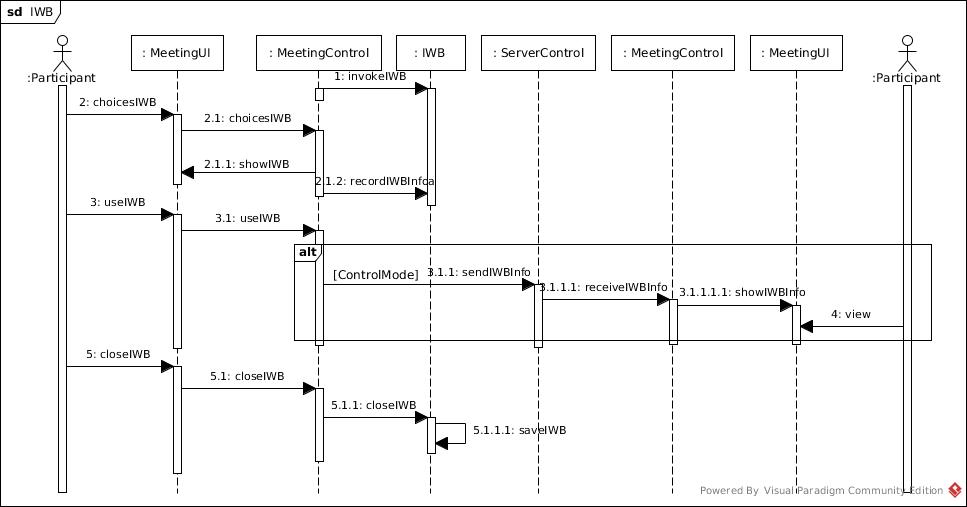 sd IWB
:Participant
: MeetingUI
: MeetingControl
: IWB
: ServerControl
: MeetingControl
: MeetingUI
:Participant
1: invokeIWB
2: choicesIWB
2.1: choicesIWB
2.1.1: showIWB
2.1.2: recordIWBInfoa
3: useIWB
3.1: useIWB
alt
[ControlMode]
3.1.1: sendIWBInfo
3.1.1.1: receiveIWBInfo
3.1.1.1.1: showIWBInfo
4: view
5: closeIWB
5.1: closeIWB
5.1.1: closeIWB
5.1.1.1: saveIWB
Powered By Visual Paradigm Community Edition